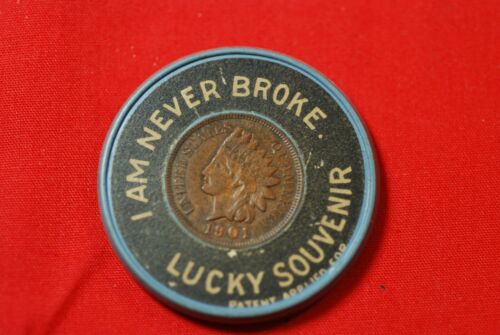 I AM NEVER BROKE.
UNITED STATES OF AMERICA
1901
LUCKY SOUVENIR
PATENT APPLIED FOR